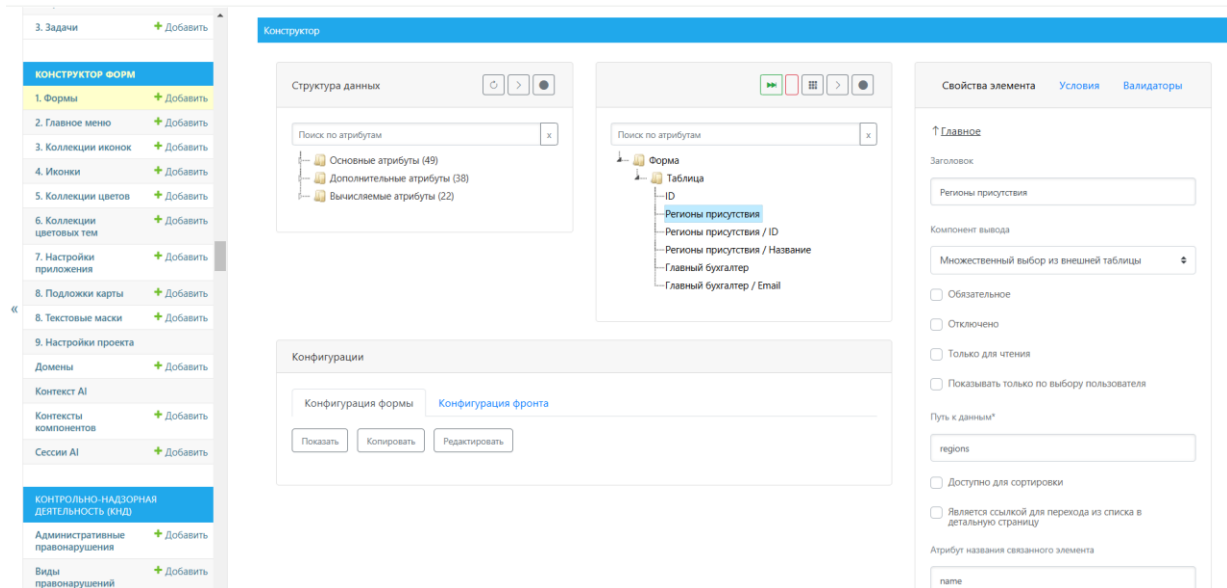 3. Задачи
Добавить
КОНСТРУКТОР ФОРМ
1. Формы
Добавить
2. Главное меню
Добавить
3. Коллекции иконок
Добавить
4. Иконки
Добавить
5. Коллекции цветов
Добавить
6. Коллекции
цветовых тем
Добавить
7. Настройки
приложения
Добавить
8. Подложки карты
Добавить
8. Текстовые маски
Добавить
9. Настройки проекта
Домены
Добавить
Контекст AI
Контексты
компонентов
Добавить
Сессии AI
Добавить
КОНТРОЛЬНО-НАДЗОРНАЯ
ДЕЯТЕЛЬНОСТЬ (КНД)
Административные
правонарушения
Добавить
Виды
правонарушений
Добавить
«
Конструктор
Структура данных
Поиск по атрибутам
x
Основные атрибуты (49)
Дополнительные атрибуты (38)
Вычисляемые атрибуты (22)
Поиск по атрибутам
x
Форма
Таблица
ID
Регионы присутствия
Регионы присутствия / ID
Регионы присутствия / Название
Главный бухгалтер
Главный бухгалтер / Email
Конфигурации
Конфигурация формы
Конфигурация фронта
Показать
Копировать
Редактировать
Свойства элемента
Условия
Валидаторы
↑ Главное
Заголовок
Регионы присутствия
Компонент вывода
Множественный выбор из внешней таблицы
Обязательное
Отключено
Только для чтения
Показывать только по выбору пользователя
Путь к данным*
regions
Доступно для сортировки
Является ссылкой для перехода из списка в
детальную страницу
Атрибут названия связанного элемента
name